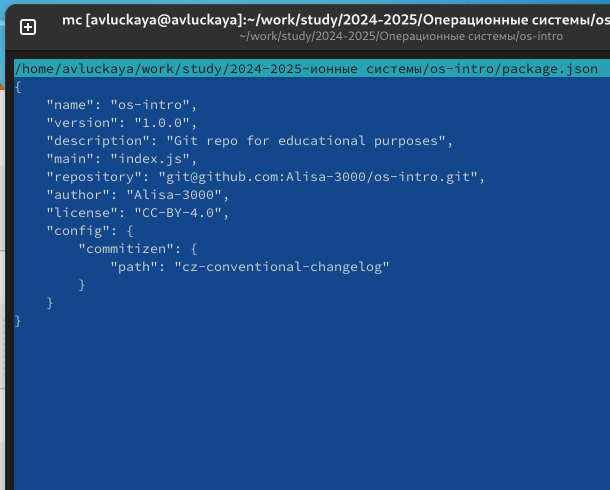 mc [avluckaya@avluckaya]:~/work/study/2024-2025/Операционные системы/os
~/work/study/2024-2025/Операционные системы/os-intro
/home/avluckaya/work/study/2024-2025~ионные системы/os-intro/package.json
{
    "name": "os-intro",
    "version": "1.0.0",
    "description": "Git repo for educational purposes",
    "main": "index.js",
    "repository": "git@github.com:Alisa-3000/os-intro.git",
    "author": "Alisa-3000",
    "license": "CC-BY-4.0",
    "config": {
        "commitizen": {
            "path": "cz-conventional-changelog"
        }
    }
}